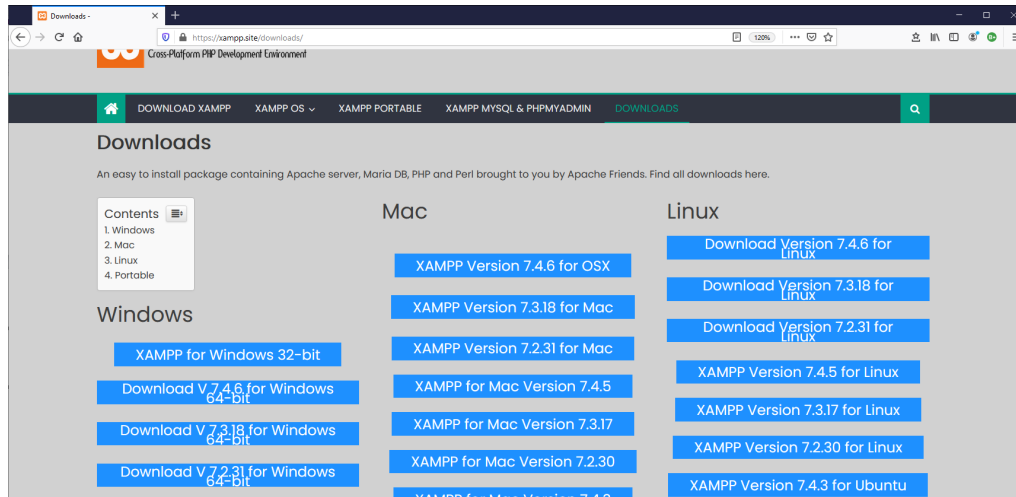 Downloads -
https://xampp.site/downloads/
120%
Cross-Platform PHP Development Environment
DOWNLOAD XAMPP
XAMPP OS
XAMPP PORTABLE
XAMPP MYSQL & PHPMYADMIN
DOWNLOADS
Downloads
An easy to install package containing Apache server, Maria DB, PHP and Perl brought to you by Apache Friends. Find all downloads here.
Contents
1. Windows
2. Mac
3. Linux
4. Portable
Windows
XAMPP for Windows 32-bit
Download V 7.4.6 for Windows
64-bit
Download V 7.3.18 for Windows
64-bit
Download V 7.2.31 for Windows
64-bit
Mac
XAMPP Version 7.4.6 for OSX
XAMPP Version 7.3.18 for Mac
XAMPP Version 7.2.31 for Mac
XAMPP for Mac Version 7.4.5
XAMPP for Mac Version 7.3.17
XAMPP for Mac Version 7.2.30
Linux
Download Version 7.4.6 for
Linux
Download Version 7.3.18 for
Linux
Download Version 7.2.31 for
Linux
XAMPP Version 7.4.5 for Linux
XAMPP Version 7.3.17 for Linux
XAMPP Version 7.2.30 for Linux
XAMPP Version 7.4.3 for Ubuntu